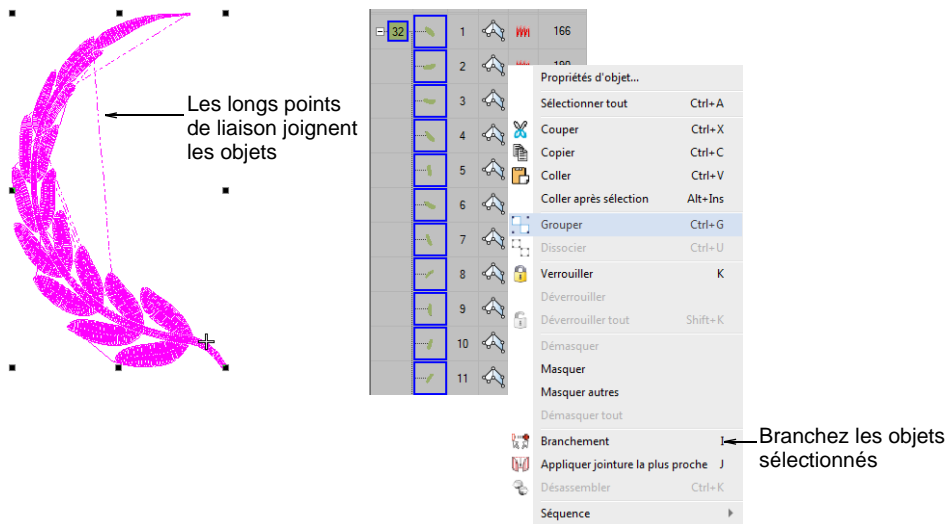 Les longs points
de liaison joignent
les objets
32
1 166
2 190
3
4
5
6
7
8
9
10
11
Propriétés d'objet...
Sélectionner tout Ctrl+A
Couper Ctrl+X
Copier Ctrl+C
Coller Ctrl+V
Coller après sélection Alt+Ins
Grouper Ctrl+G
Dissocier Ctrl+U
Verrouiller K
Déverrouiller
Déverrouiller tout Shift+K
Démasquer
Masquer
Masquer autres
Démasquer tout
Branchement I
Appliquer jointure la plus proche J
Désassembler Ctrl+K
Séquence
Branchez les objets
sélectionnés